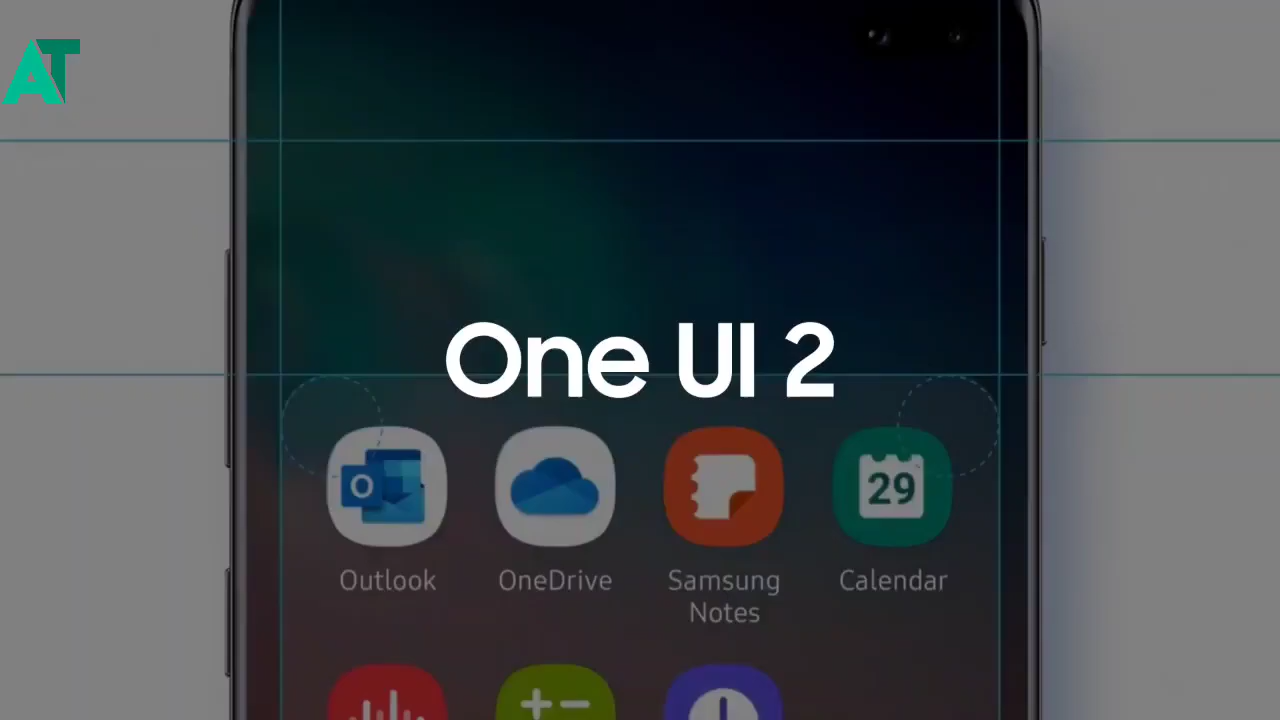 AT
One UI 2
O
29
Outlook
OneDrive
Samsung
Notes
Calendar